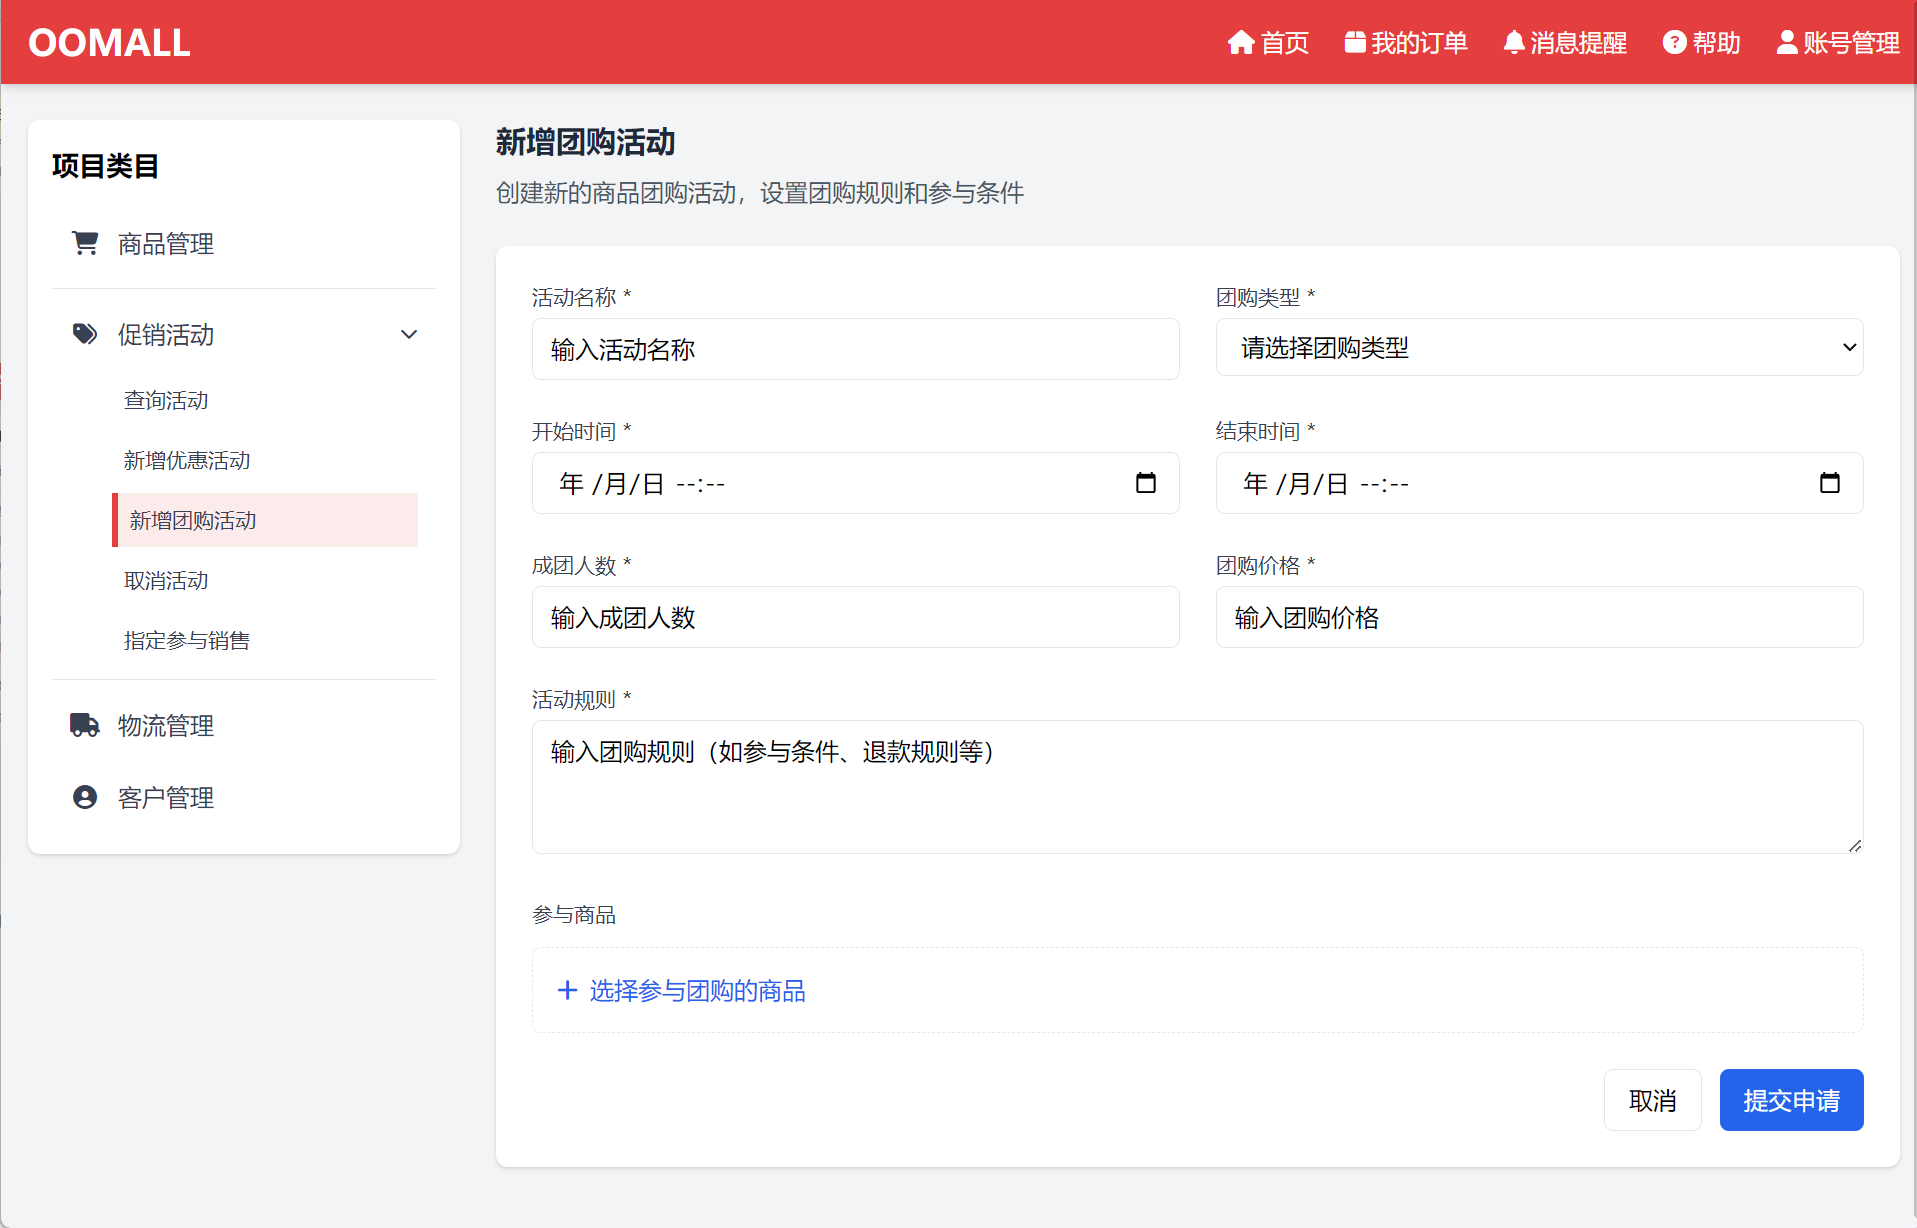 OOMALL
首页 我的订单 消息提醒 帮助 账号管理
项目类目
商品管理
促销活动
查询活动
新增优惠活动
新增团购活动
取消活动
指定参与销售
物流管理
客户管理
新增团购活动
创建新的商品团购活动，设置团购规则和参与条件
活动名称 * 团购类型 *
输入活动名称 请选择团购类型
开始时间 * 结束时间 *
年 /月/日 --:-- 年 /月/日 --:--
成团人数 * 团购价格 *
输入成团人数 输入团购价格
活动规则 *
输入团购规则（如参与条件、退款规则等）
参与商品
+ 选择参与团购的商品
取消 提交申请